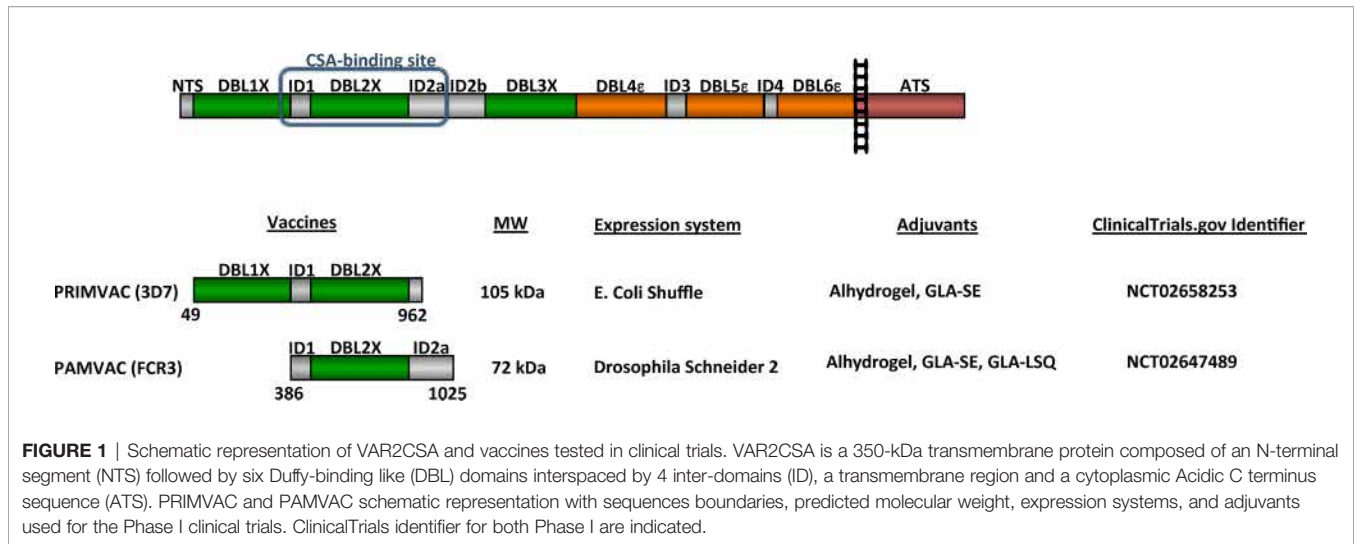 CSA-binding site
NTS DBL1X ID1 DBL2X ID2a ID2b DBL3X DBL4ε ID3 DBL5ε ID4 DBL6ε ATS
Vaccines MW Expression system Adjuvants ClinicalTrials.gov Identifier
DBL1X ID1 DBL2X
PRIMVAC (3D7) 105 kDa E. Coli Shuffle Alhydrogel, GLA-SE NCT02658253
49 962
ID1 DBL2X ID2a
PAMVAC (FCR3) 72 kDa Drosophila Schneider 2 Alhydrogel, GLA-SE, GLA-LSQ NCT02647489
386 1025
FIGURE 1 | Schematic representation of VAR2CSA and vaccines tested in clinical trials. VAR2CSA is a 350-kDa transmembrane protein composed of an N-terminal
segment (NTS) followed by six Duffy-binding like (DBL) domains interspaced by 4 inter-domains (ID), a transmembrane region and a cytoplasmic Acidic C terminus
sequence (ATS). PRIMVAC and PAMVAC schematic representation with sequences boundaries, predicted molecular weight, expression systems, and adjuvants
used for the Phase I clinical trials. ClinicalTrials identifier for both Phase I are indicated.